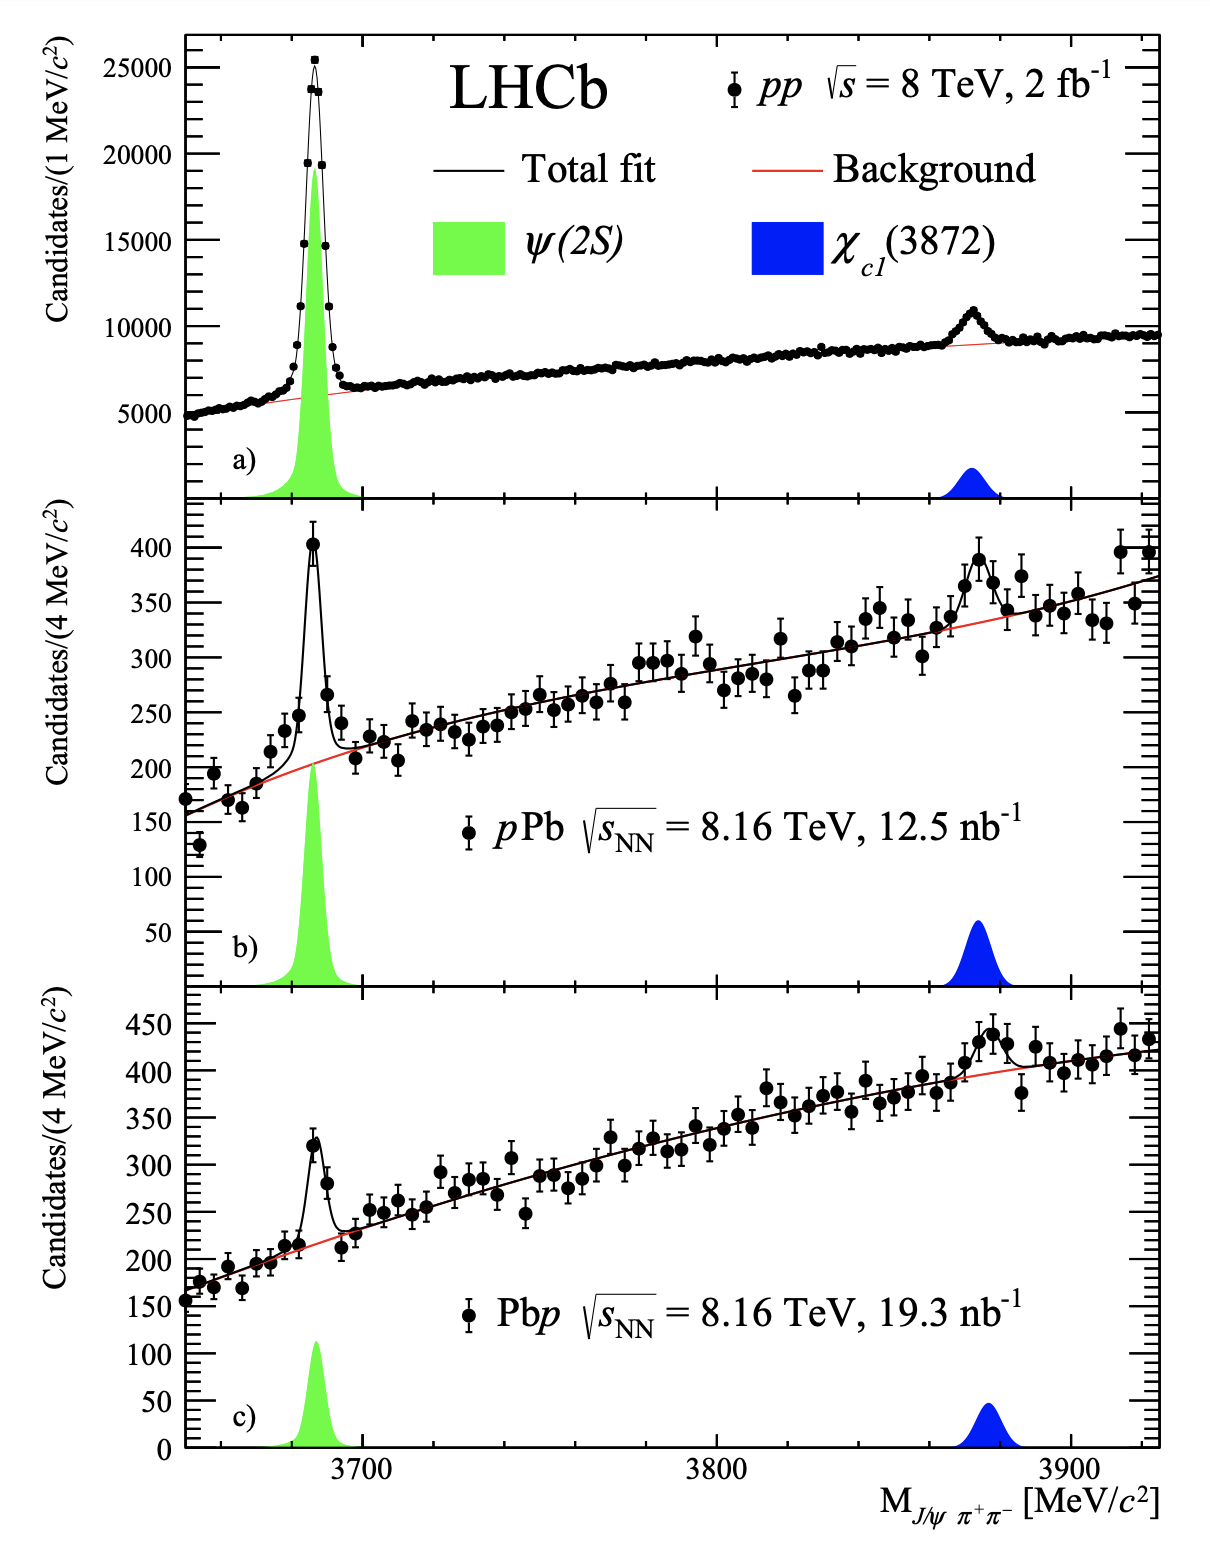 Candidates/(1 MeV/c²)
25000
20000
15000
10000
5000
LHCb
pp √s = 8 TeV, 2 fb⁻¹
Total fit
Background
ψ(2S)
χc1(3872)
a)
Candidates/(4 MeV/c²)
400
350
300
250
200
150
100
50
pPb √sNN = 8.16 TeV, 12.5 nb⁻¹
b)
Candidates/(4 MeV/c²)
450
400
350
300
250
200
150
100
50
0
Pbp √sNN = 8.16 TeV, 19.3 nb⁻¹
c)
3700 3800 3900
M J/ψ π⁺π⁻ [MeV/c²]